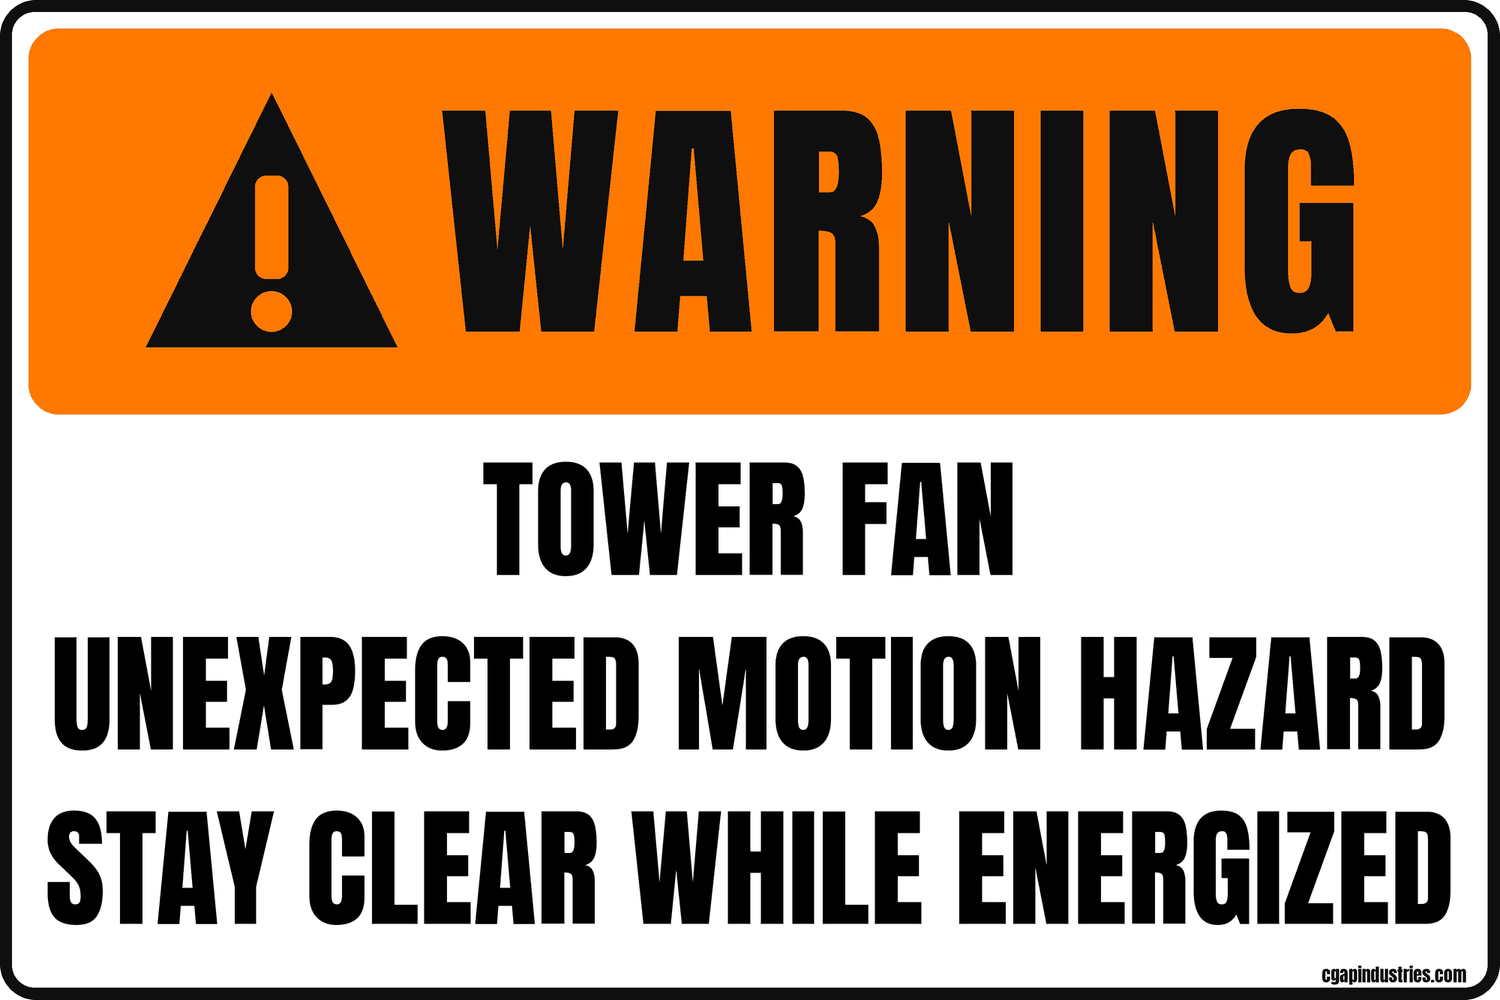 WARNING
TOWER FAN
UNEXPECTED MOTION HAZARD
STAY CLEAR WHILE ENERGIZED
cgapindustries.com